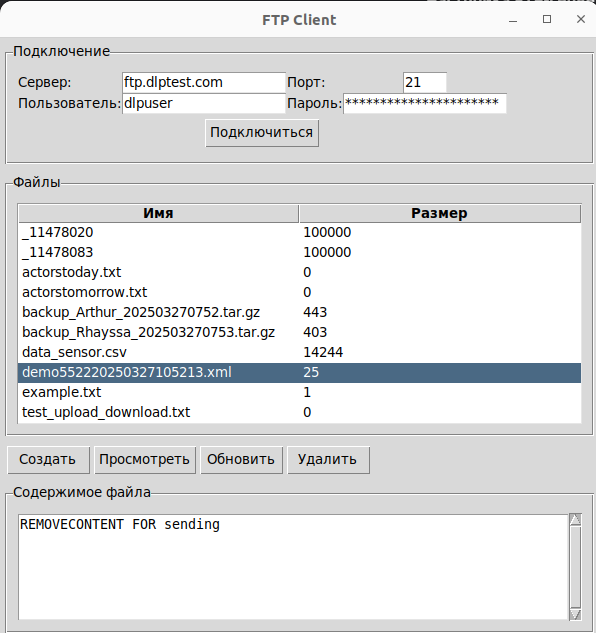 FTP Client
Подключение
Сервер: ftp.dlptest.com Порт: 21
Пользователь: dlpuser Пароль: **********************
Подключиться
Файлы
Имя Размер
_11478020 100000
_11478083 100000
actorstoday.txt 0
actorstomorrow.txt 0
backup_Arthur_202503270752.tar.gz 443
backup_Rhayssa_202503270753.tar.gz 403
data_sensor.csv 14244
demo552220250327105213.xml 25
example.txt 1
test_upload_download.txt 0
Создать Просмотреть Обновить Удалить
Содержимое файла
REMOVECONTENT FOR sending